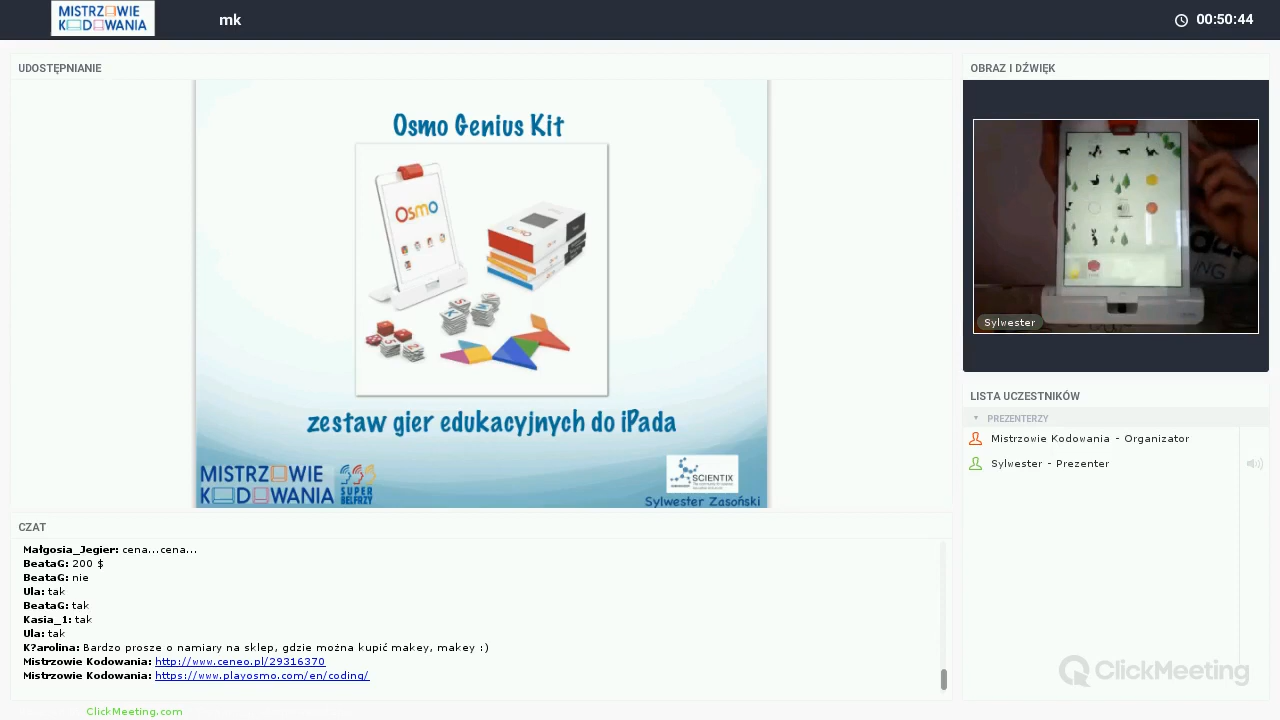 MISTRZOWIE
KODOWANIA
mk
00:50:44
UDOSTĘPNIANIE
Osmo Genius Kit
OSMO
zestaw gier edukacyjnych do iPada
MISTRZOWIE
KODOWANIA
SUPER
BELFRZY
SCIENTIX
Sylwester Zasoński
CZAT
Małgosia_Jegier: cena...cena...
BeataG: 200 $
BeataG: nie
Ula: tak
BeataG: tak
Kasia_1: tak
Ula: tak
K?arolina: Bardzo prosze o namiary na sklep, gdzie można kupić makey, makey :)
Mistrzowie Kodowania: http://www.ceneo.pl/29316370
Mistrzowie Kodowania: https://www.playosmo.com/en/coding/
ClickMeeting.com
OBRAZ I DŹWIĘK
Sylwester
LISTA UCZESTNIKÓW
PREZENTERZY
Mistrzowie Kodowania - Organizator
Sylwester - Prezenter
ClickMeeting